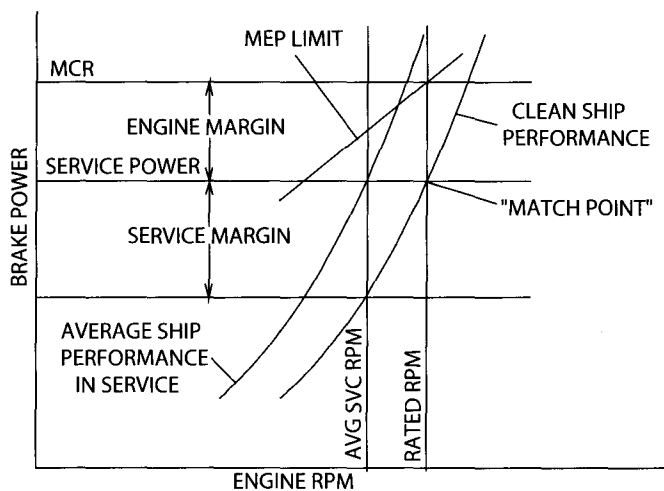 MEP LIMIT
MCR
CLEAN SHIP
PERFORMANCE
ENGINE MARGIN
SERVICE POWER
"MATCH POINT"
SERVICE MARGIN
BRAKE POWER
AVERAGE SHIP
PERFORMANCE
IN SERVICE
AVG SVC RPM
RATED RPM
ENGINE RPM